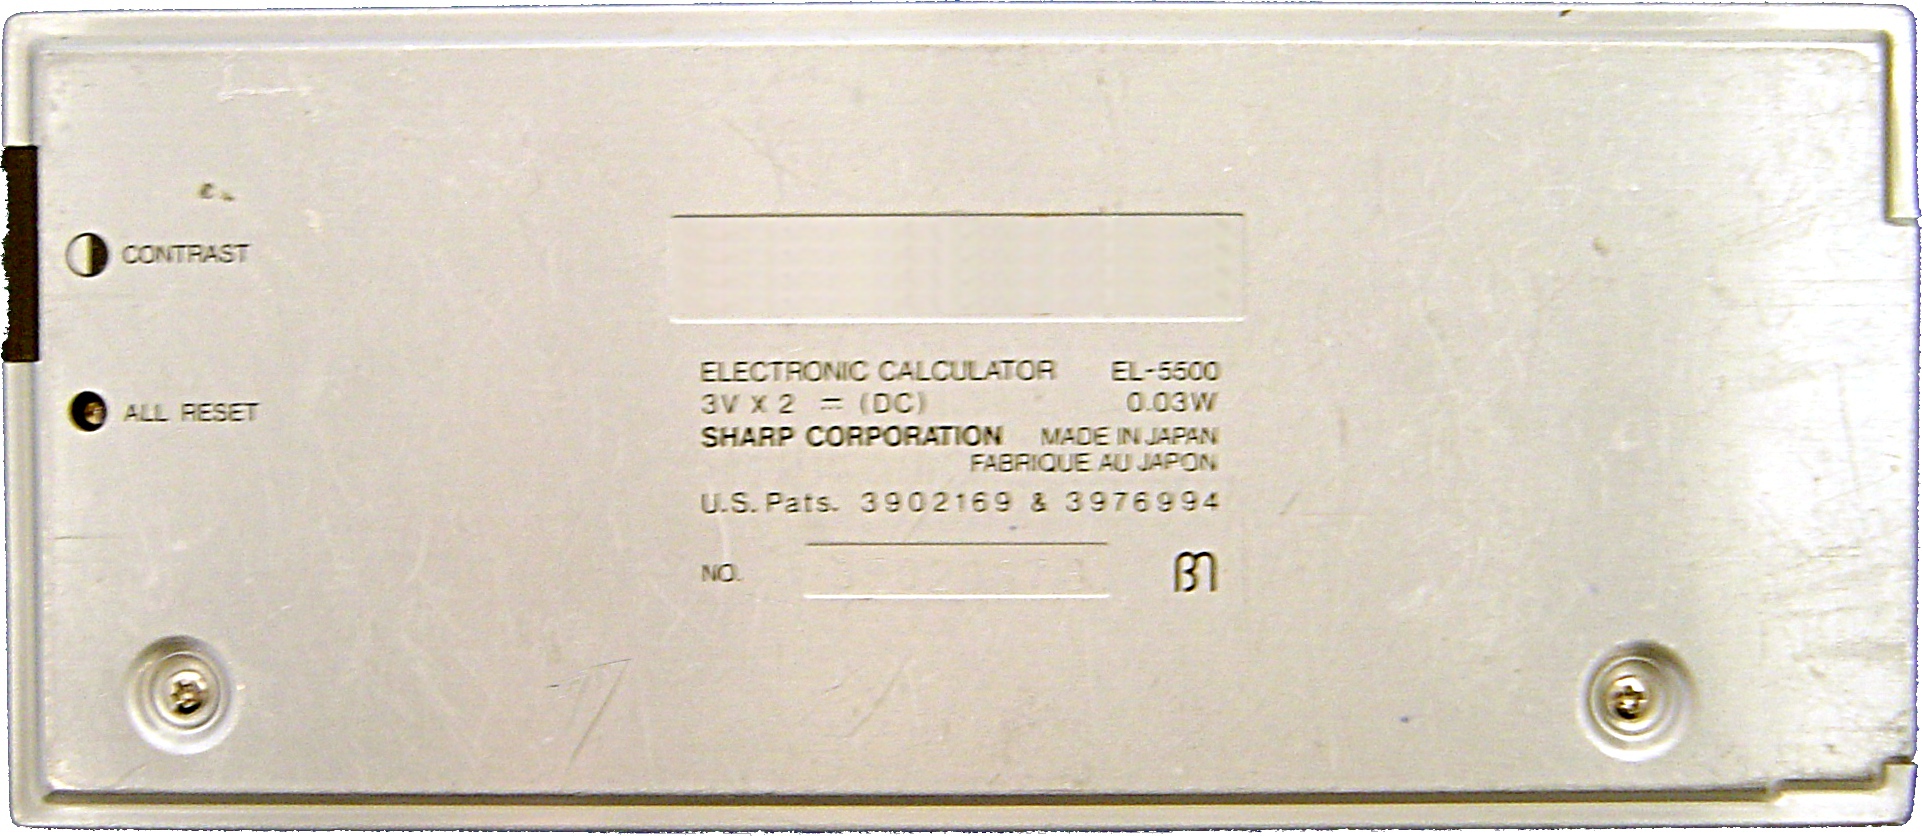 CONTRAST
ALL RESET
ELECTRONIC CALCULATOR EL-5500
3V X 2 ⎓ (DC) 0.03W
SHARP CORPORATION MADE IN JAPAN
FABRIQUE AU JAPON
U.S. Pats. 3902169 & 3976994
NO.